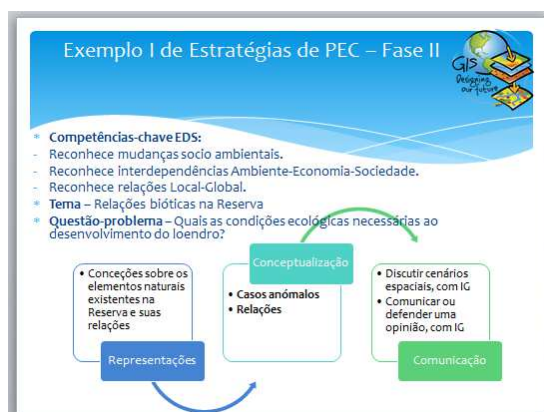 Exemplo I de Estratégias de PEC – Fase II
GIS
Designing
our future
* Competências-chave EDS:
- Reconhece mudanças socio ambientais.
- Reconhece interdependências Ambiente-Economia-Sociedade.
- Reconhece relações Local-Global.
* Tema – Relações bióticas na Reserva
* Questão-problema – Quais as condições ecológicas necessárias ao
desenvolvimento do loendro?
• Conceções sobre os
elementos naturais
existentes na
Reserva e suas
relações
Representações
Conceptualização
• Casos anómalos
• Relações
• Discutir cenários
espaciais, com IG
• Comunicar ou
defender uma
opinião, com IG
Comunicação